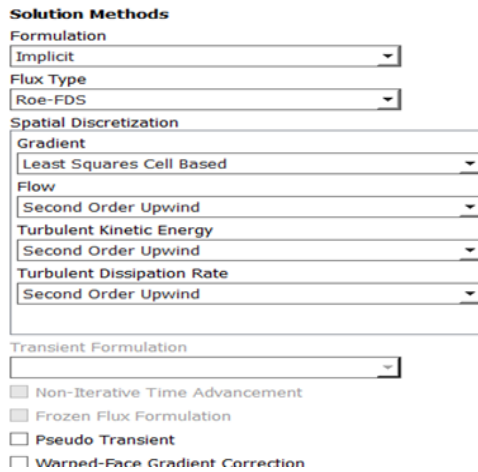 Solution Methods
Formulation
Implicit
Flux Type
Roe-FDS
Spatial Discretization
Gradient
Least Squares Cell Based
Flow
Second Order Upwind
Turbulent Kinetic Energy
Second Order Upwind
Turbulent Dissipation Rate
Second Order Upwind
Transient Formulation
Non-Iterative Time Advancement
Frozen Flux Formulation
Pseudo Transient
Warped-Face Gradient Correction